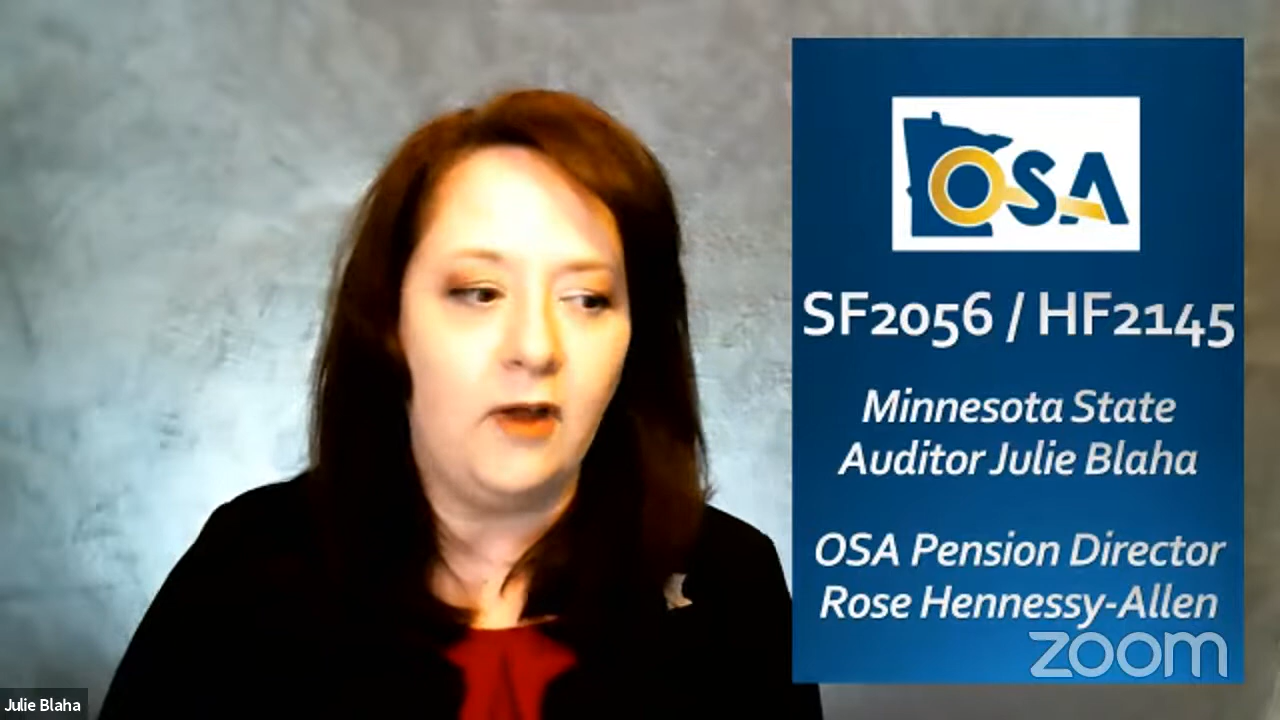 OSA
SF2056 / HF2145
Minnesota State
Auditor Julie Blaha
OSA Pension Director
Rose Hennessy-Allen
zoom
Julie Blaha